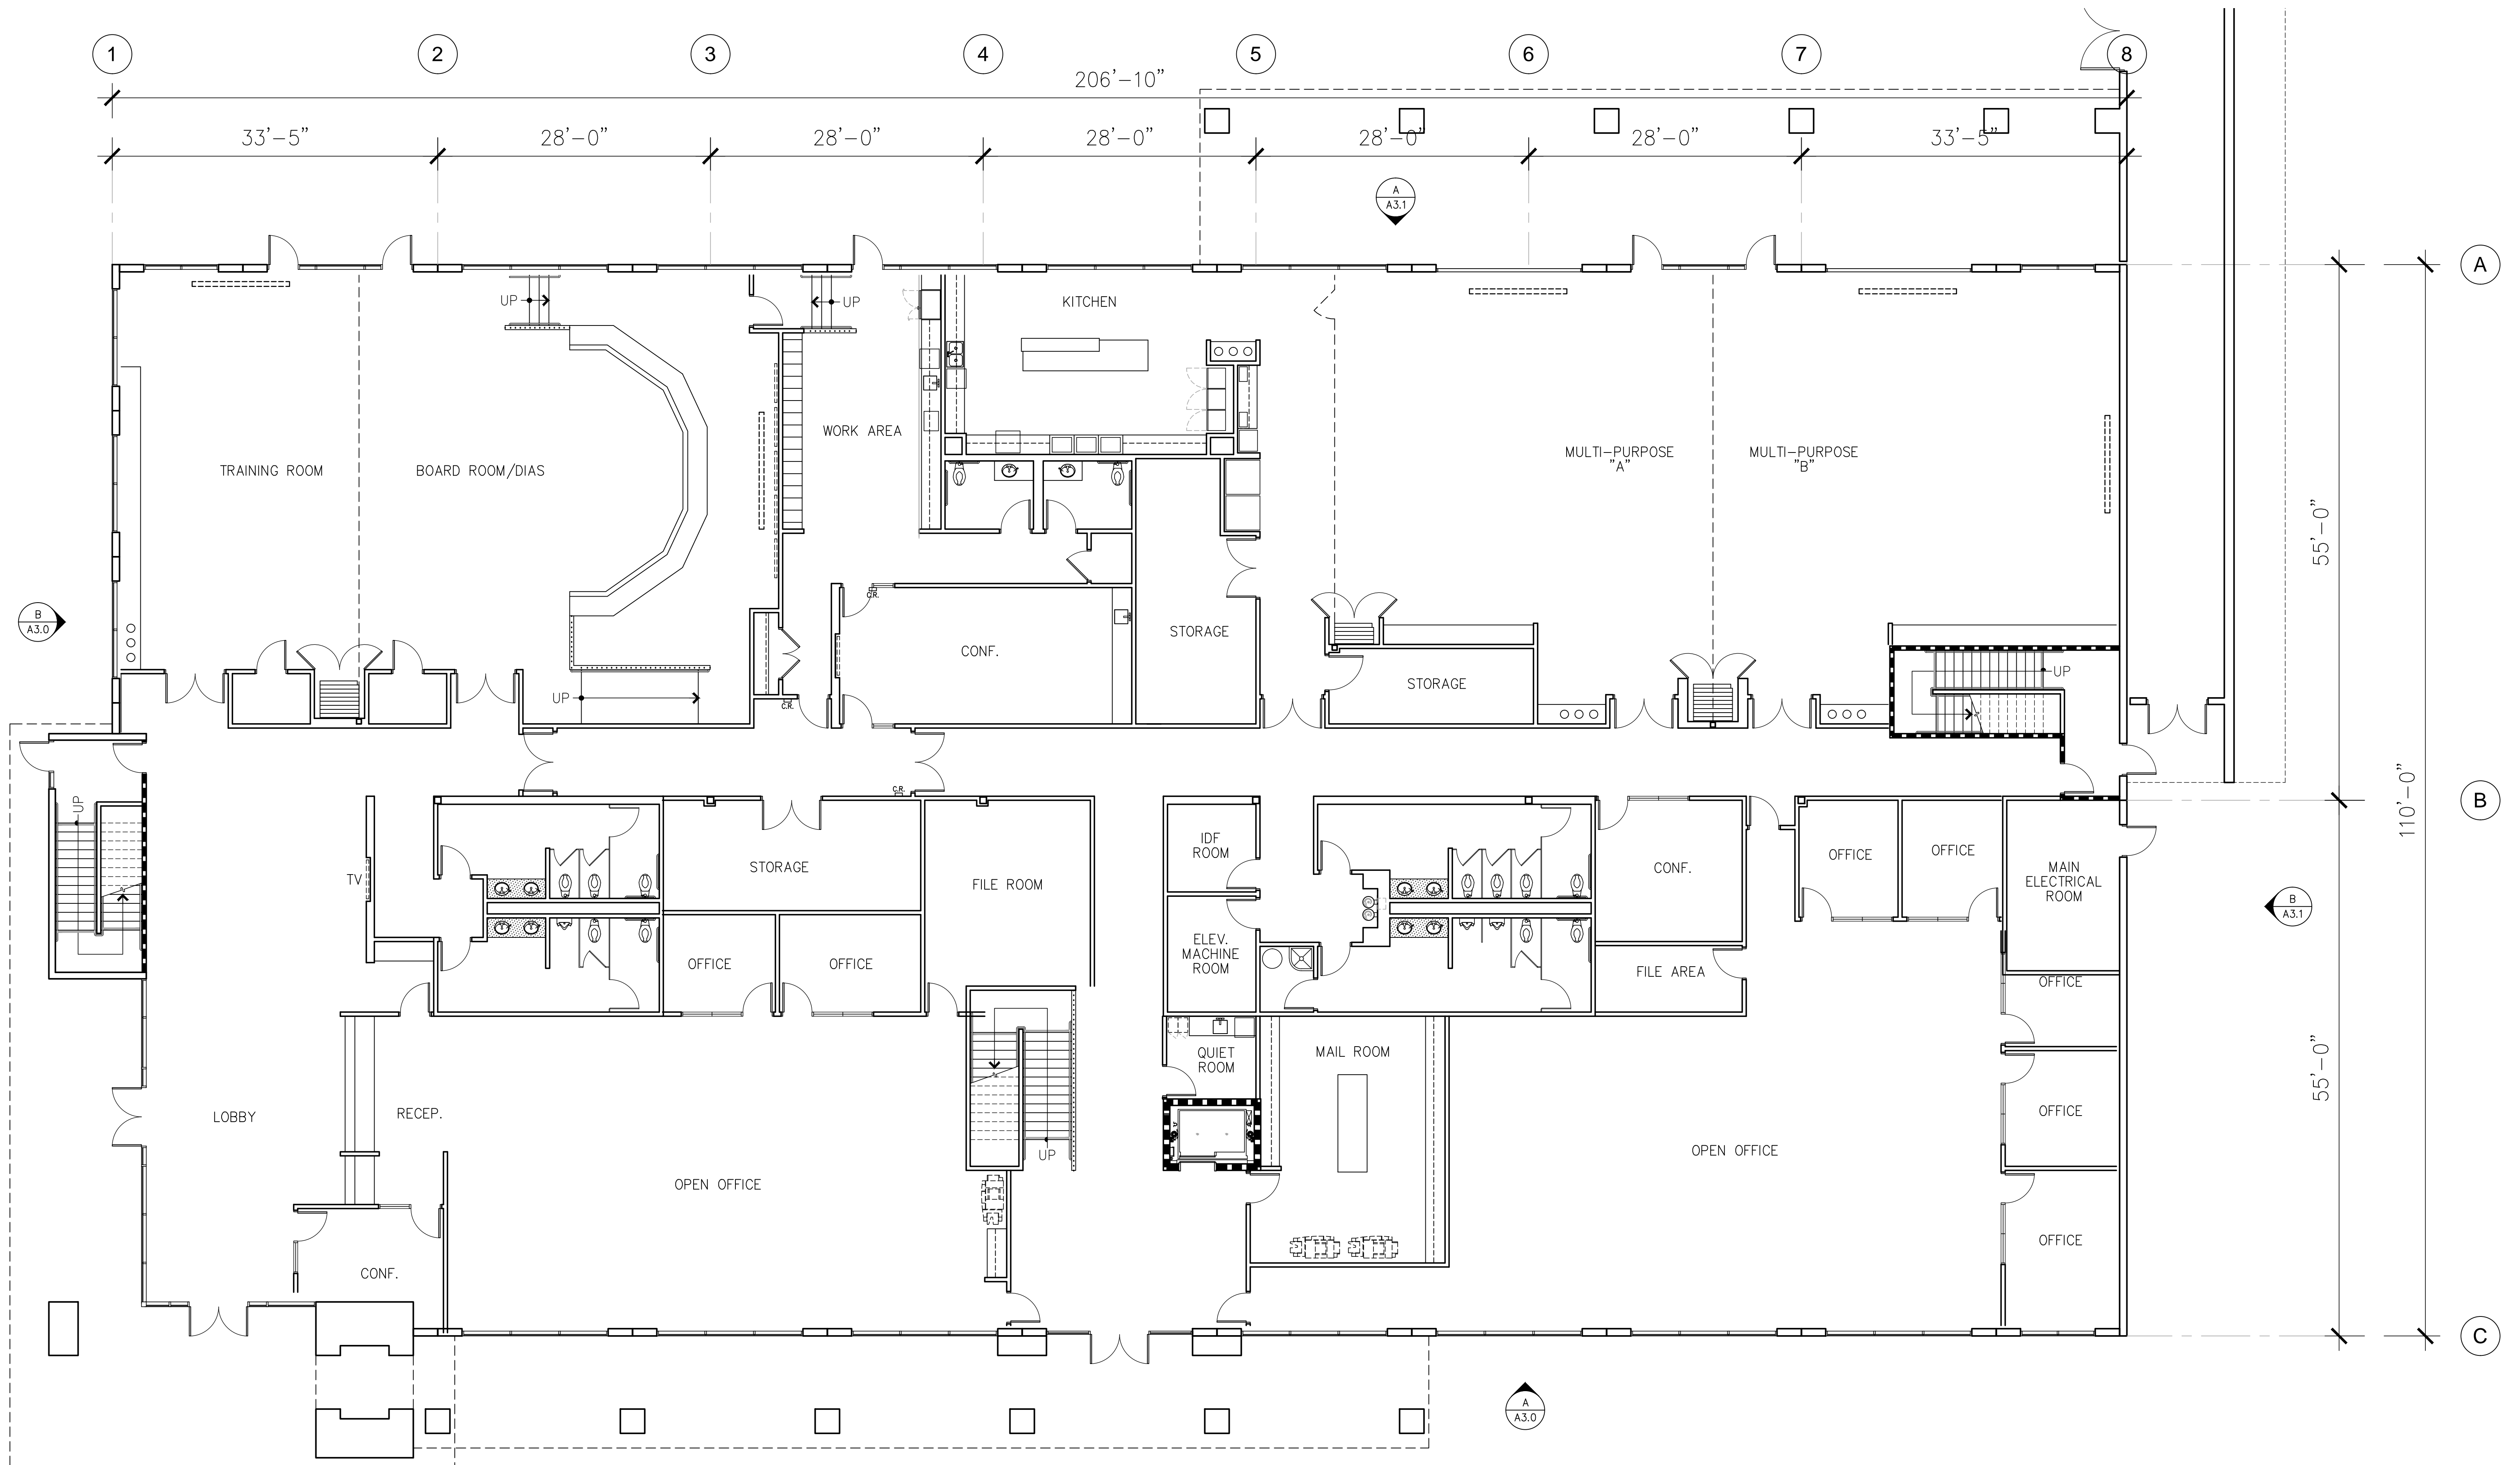 1 2 3 4 5 6 7 8
206'-10"
33'-5" 28'-0" 28'-0" 28'-0" 28'-0" 28'-0" 33'-5"
A
A3.1
A
UP
UP
KITCHEN
WORK AREA
TRAINING ROOM
BOARD ROOM/DIAS
MULTI-PURPOSE
"A"
MULTI-PURPOSE
"B"
55'-0"
C.R.
B
A3.0
STORAGE
CONF.
UP
C.R.
STORAGE
UP
110'-0"
C.R.
B
UP
TV
STORAGE
FILE ROOM
IDF
ROOM
CONF.
OFFICE
OFFICE
MAIN
ELECTRICAL
ROOM
B
A3.1
OFFICE
OFFICE
ELEV.
MACHINE
ROOM
FILE AREA
OFFICE
QUIET
ROOM
MAIL ROOM
55'-0"
LOBBY
RECEP.
OFFICE
UP
OPEN OFFICE
OPEN OFFICE
OFFICE
CONF.
C
A
A3.0